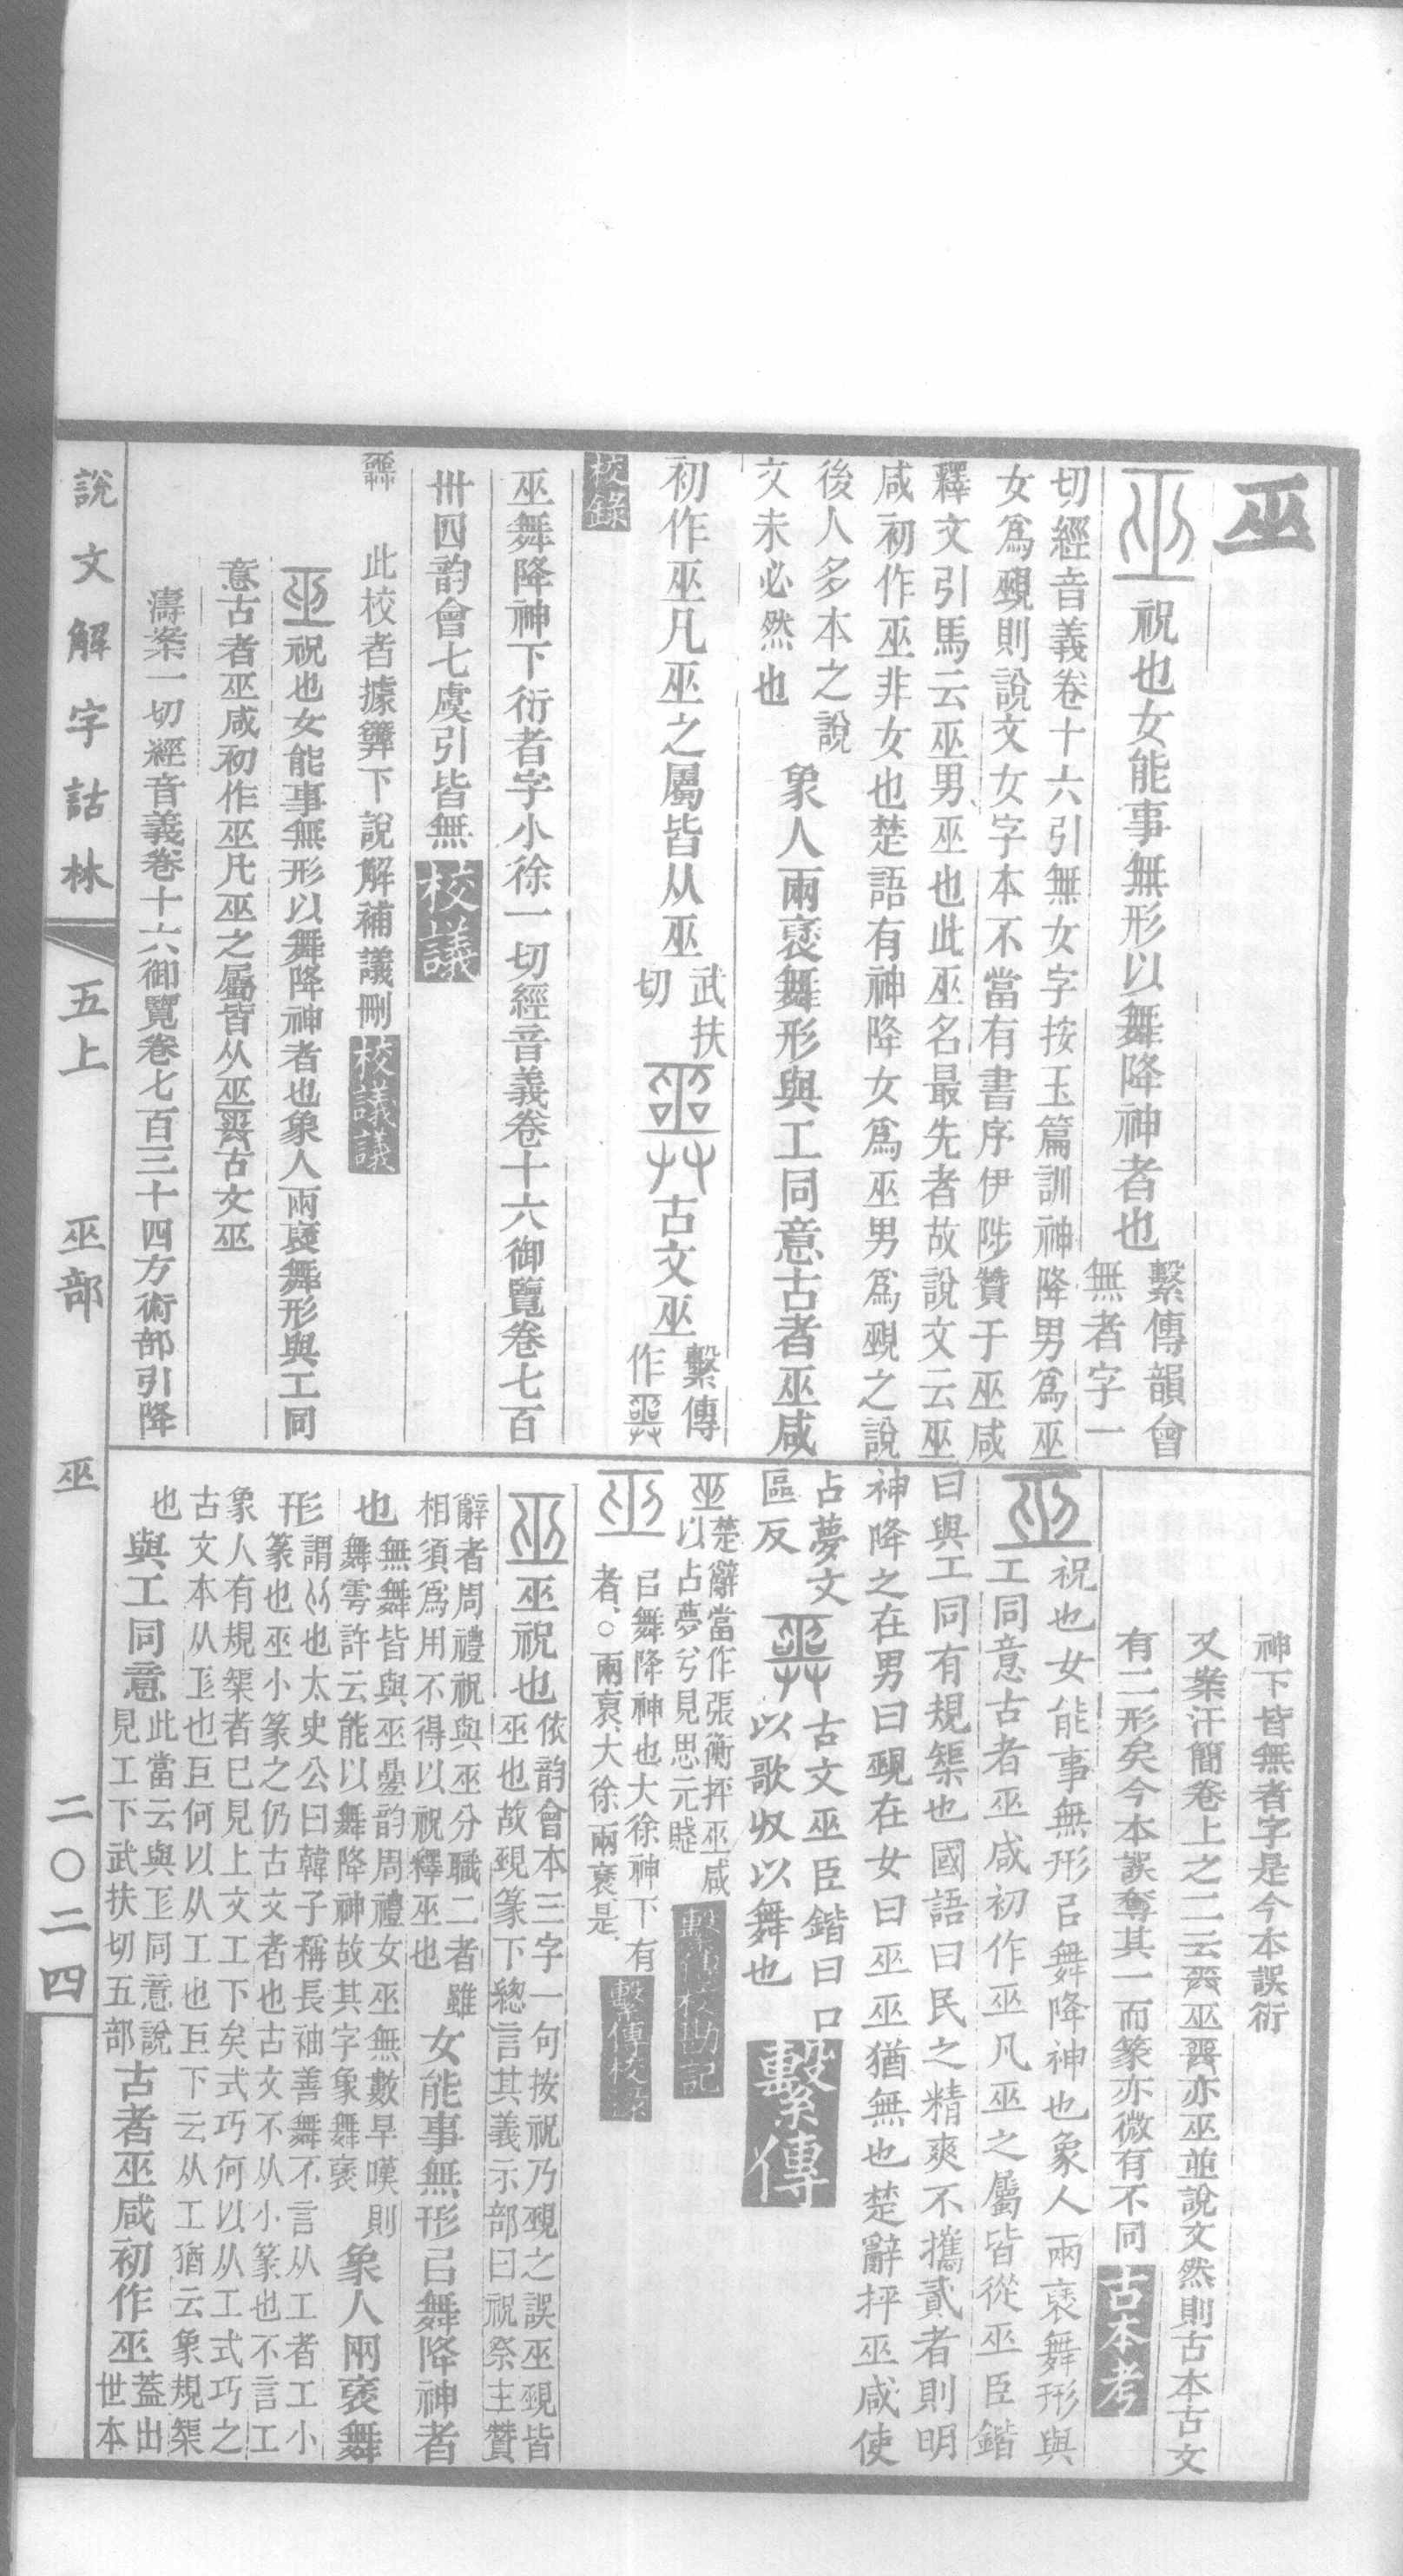 巫
巫祝也女能事無形以舞降神者也繫傳韻會無者字一
切經音義卷十六引無女字按玉篇訓神降男爲巫
女爲覡則說文女字本不當有書序伊陟贊于巫咸
釋文引馬云巫男巫也此巫名最先者故說文云巫
咸初作巫非女也楚語有神降女爲巫男爲覡之說
後人多本之說文未必然也象人兩褎舞形與工同意古者巫咸
初作巫凡巫之屬皆从巫武扶切古文巫繫傳作
校錄
巫舞降神下衍者字小徐一切經音義卷十六御覽卷七百
卅四韵會七虞引皆無校議
此校者據䇓下說解補議刪校議議
巫祝也女能事無形以舞降神者也象人兩褎舞形與工同
意古者巫咸初作巫凡巫之屬皆从巫古文巫
濤案一切經音義卷十六御覽卷七百三十四方術部引降
神下皆無者字是今本誤衍
又案汗簡卷上之二云巫亦巫並說文然則古本古文
有二形矣今本誤奪其一而篆亦微有不同古本考
巫祝也女能事無形㠯舞降神也象人兩褎舞形與
工同意古者巫咸初作巫凡巫之屬皆從巫臣鍇
曰與工同有規榘也國語曰民之精爽不攜貳者則明
神降之在男曰覡在女曰巫巫猶無也楚辭抨巫咸使
占夢文區反古文巫臣鍇曰口以歌収以舞也繫傳
巫楚辭當作張衡抨巫咸以占夢兮見思元賦繫傳校勘記
巫㠯舞降神也大徐神下有者、○兩袬、大徐兩褎是、繫傳校錄
巫巫祝也依韵會本三字一句按祝乃覡之誤巫覡皆巫也故覡篆下緫言其義示部曰祝祭主贊
辭者周禮祝與巫分職二者雖相須爲用不得以祝釋巫也女能事無形㠯舞降神者
也無舞皆與巫曡韵周禮女巫無數旱嘆則舞雩許云能以舞降神故其字象舞褎象人兩褎舞
形謂从也太史公曰韓子稱長袖善舞不言从工者工小篆也巫小篆之仍古文者也古文不从小篆也不言工
象人有規榘者已見上文工下矣式巧何以从工式巧之古文本从𢒄也巨何以从工也巨下云从工猶云象規榘
也與工同意此當云與𢒄同意說見工下武扶切五部古者巫咸初作巫蓋出世本
說文解字詁林
五上
巫部
巫
二〇二四